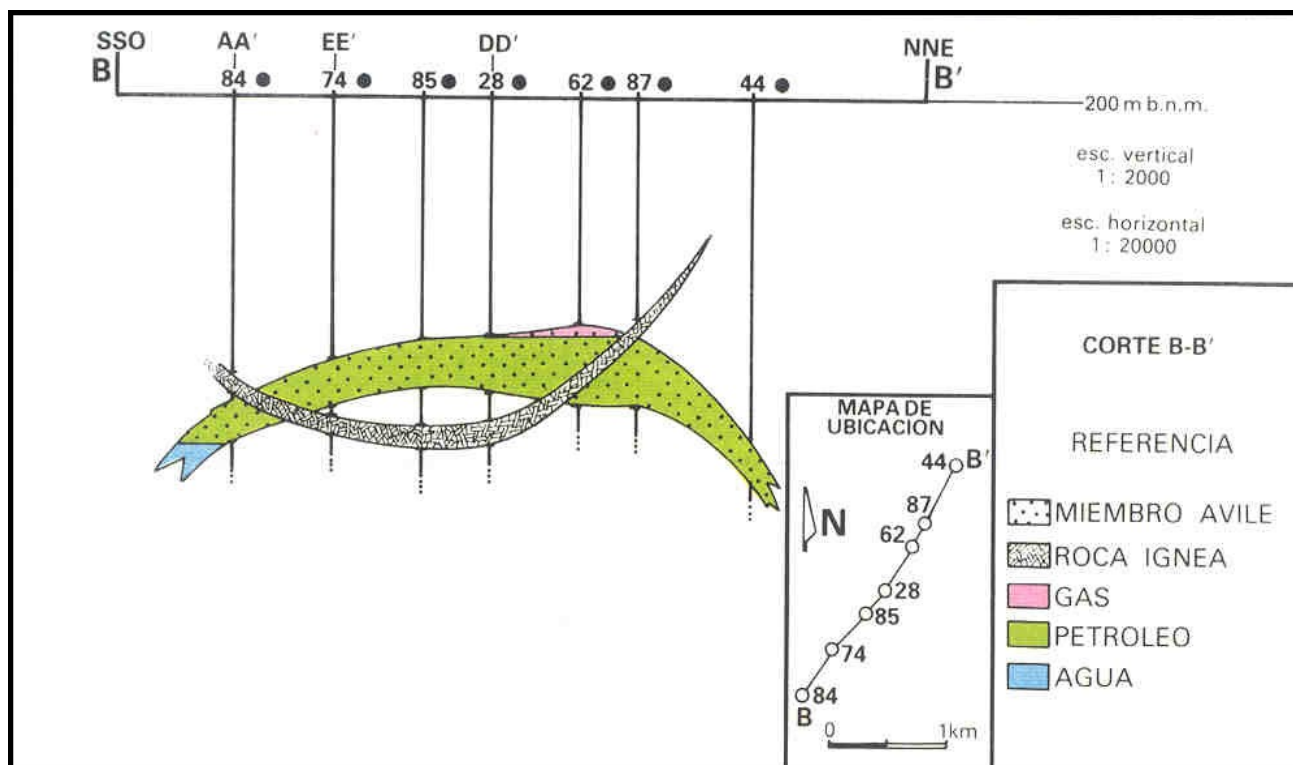 SSO AA' EE' DD' NNE
B 84 74 85 28 62 87 44 B'
200 m b.n.m.
esc. vertical
1: 2000
esc. horizontal
1: 20000
CORTE B-B'
REFERENCIA
MIEMBRO AVILE
ROCA IGNEA
GAS
PETROLEO
AGUA
MAPA DE
UBICACION
44 B'
87
N
62
28
85
74
84
B
0 1km